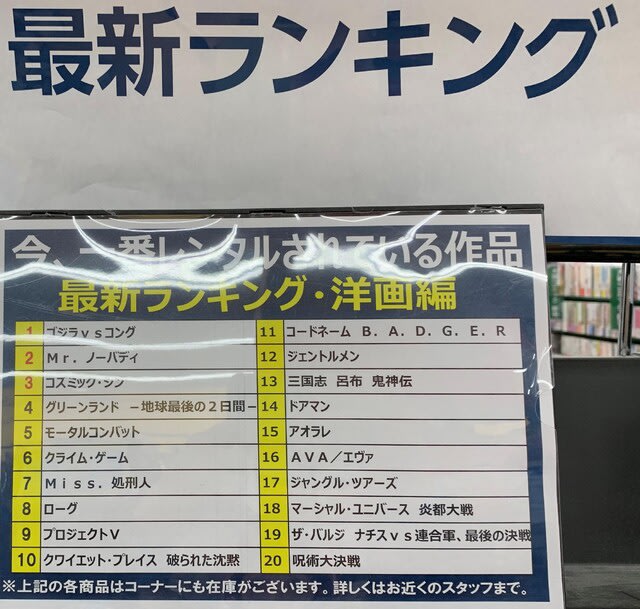 最新ランキング
今、一番レンタルされている作品
最新ランキング・洋画編
1 ゴジラvsコング
2 Mr. ノーバディ
3 コズミック・シン
4 グリーンランド －地球最後の2日間－
5 モータルコンバット
6 クライム・ゲーム
7 Miss. 処刑人
8 ローグ
9 プロジェクトV
10 クワイエット・プレイス 破られた沈黙
11 コードネーム B. A. D. G. E. R
12 ジェントルメン
13 三国志 呂布 鬼神伝
14 ドアマン
15 アオラレ
16 AVA／エヴァ
17 ジャングル・ツアーズ
18 マーシャル・ユニバース 炎都大戦
19 ザ・バルジ ナチスvs連合軍、最後の決戦
20 呪術大決戦
※上記の各商品はコーナーにも在庫がございます。詳しくはお近くのスタッフまで。